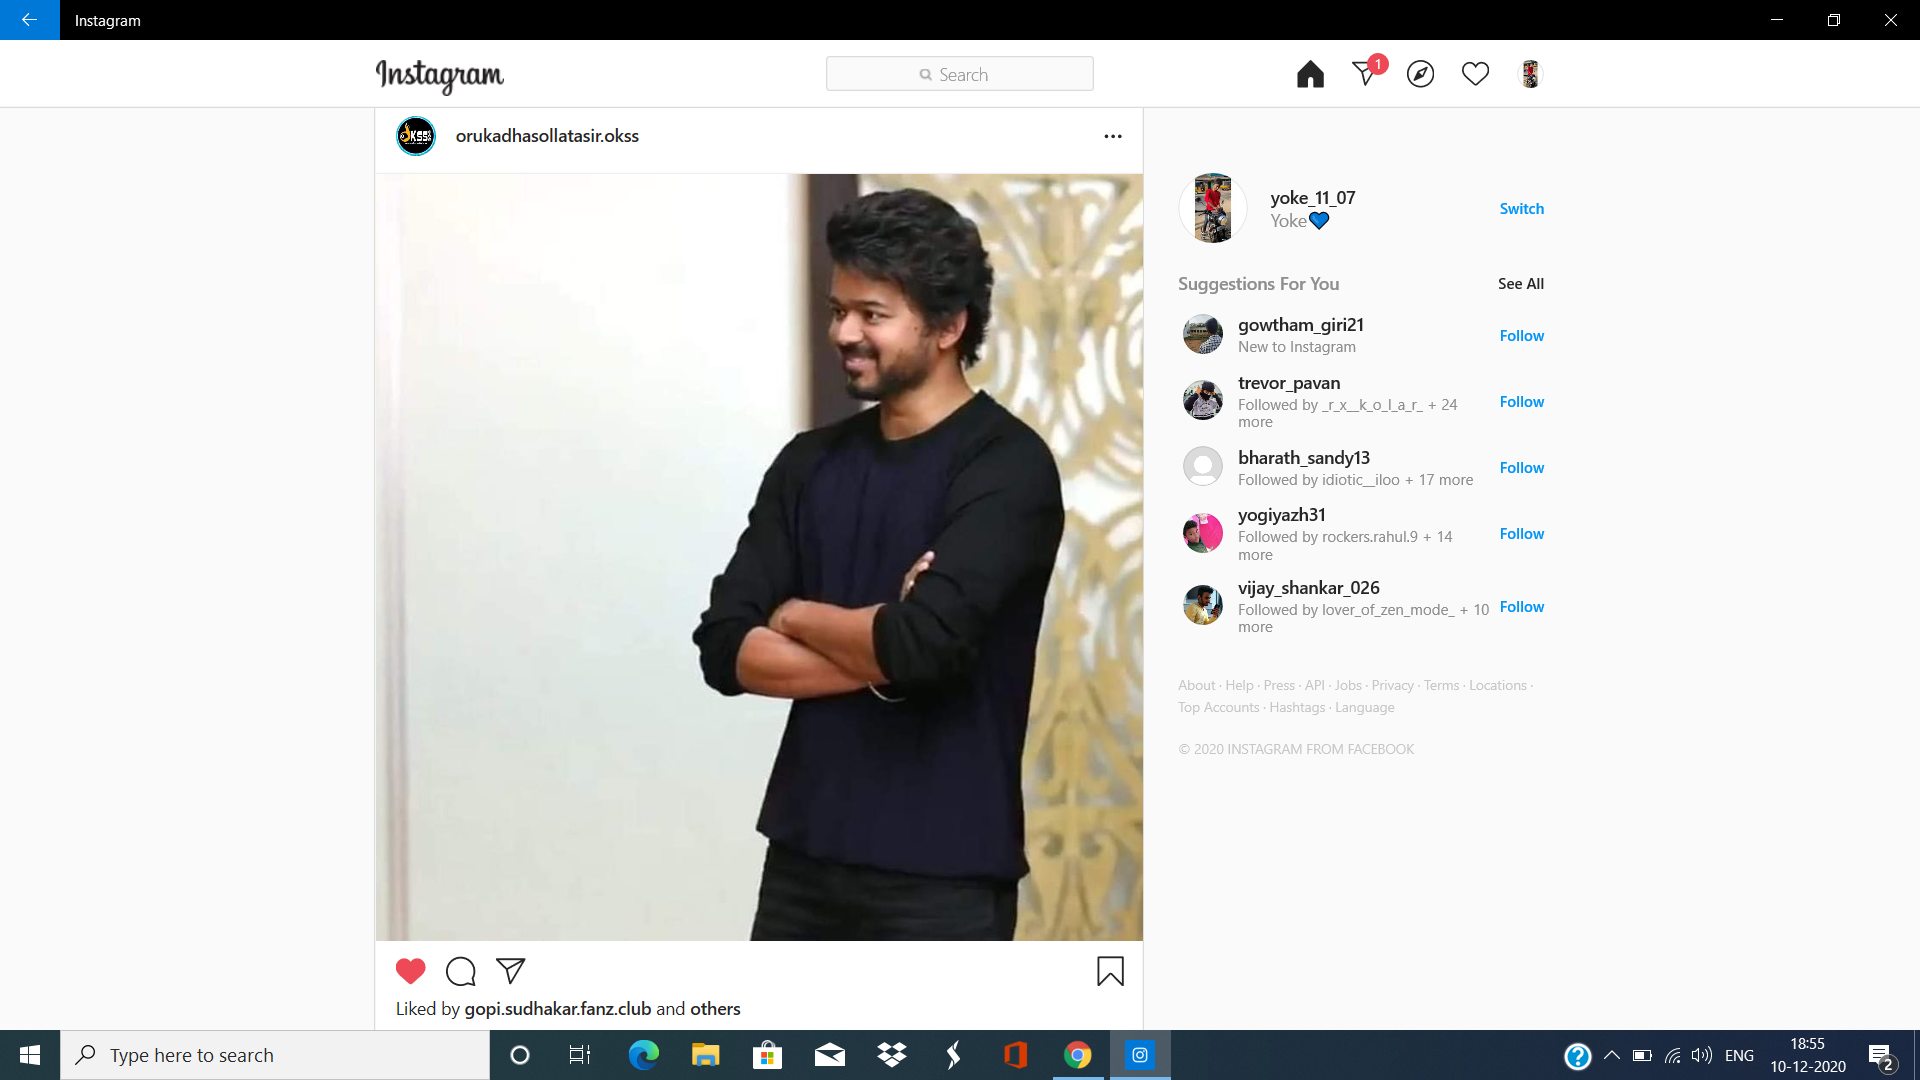 Instagram
Instagram
Search
1
OKSS
orukadhasollatasir.okss
yoke_11_07
Yoke💙
Switch
Suggestions For You
See All
gowtham_giri21
New to Instagram
Follow
trevor_pavan
Followed by _r_x__k_o_l_a_r_ + 24
more
Follow
bharath_sandy13
Followed by idiotic__iloo + 17 more
Follow
yogiyazh31
Followed by rockers.rahul.9 + 14
more
Follow
vijay_shankar_026
Followed by lover_of_zen_mode_ + 10
more
Follow
About · Help · Press · API · Jobs · Privacy · Terms · Locations ·
Top Accounts · Hashtags · Language
© 2020 INSTAGRAM FROM FACEBOOK
Liked by gopi.sudhakar.fanz.club and others
Type here to search
ENG
18:55
10-12-2020
2